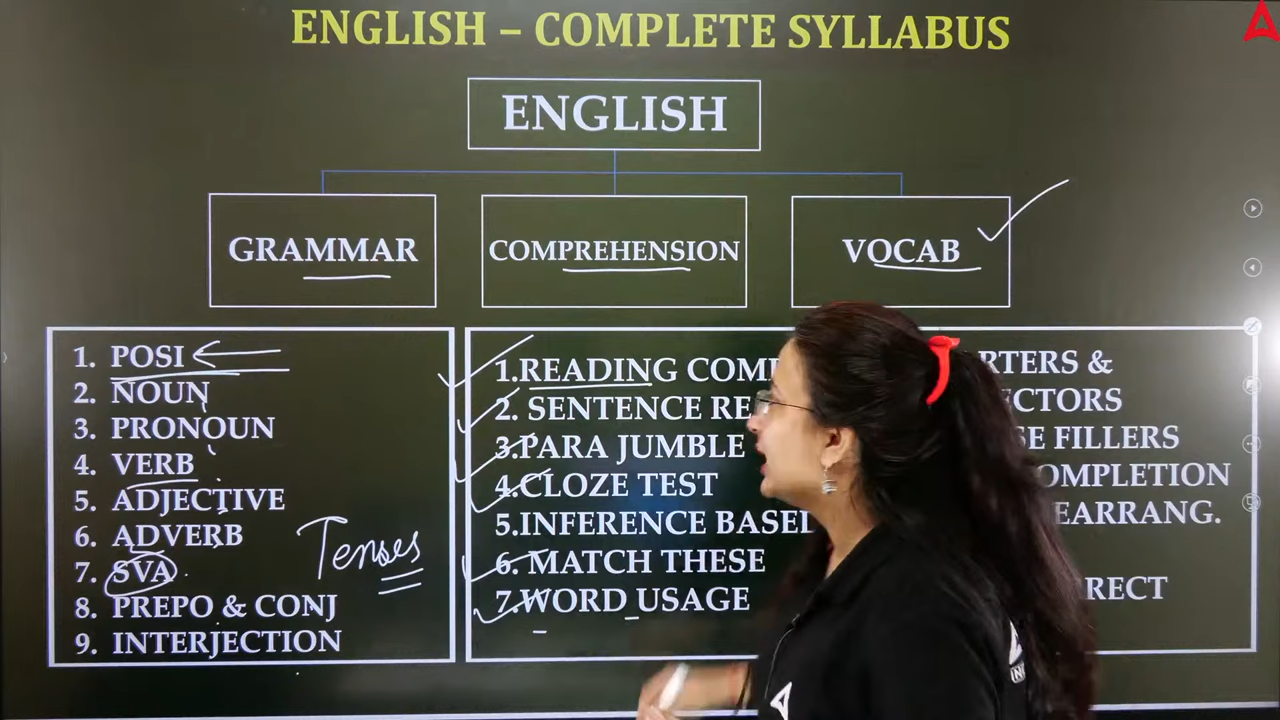 ENGLISH – COMPLETE SYLLABUS
ENGLISH
GRAMMAR
COMPREHENSION
VOCAB
1. POSI
2. NOUN
3. PRONOUN
4. VERB
5. ADJECTIVE
6. ADVERB
7. SVA
8. PREPO & CONJ
9. INTERJECTION
Tenses
1.READING COMP
2. SENTENCE RE
3.PARA JUMBLE
4.CLOZE TEST
5.INFERENCE BASE
6. MATCH THESE
7.WORD USAGE
RTERS &
ECTORS
SE FILLERS
OMPLETION
EARRANG.
RECT